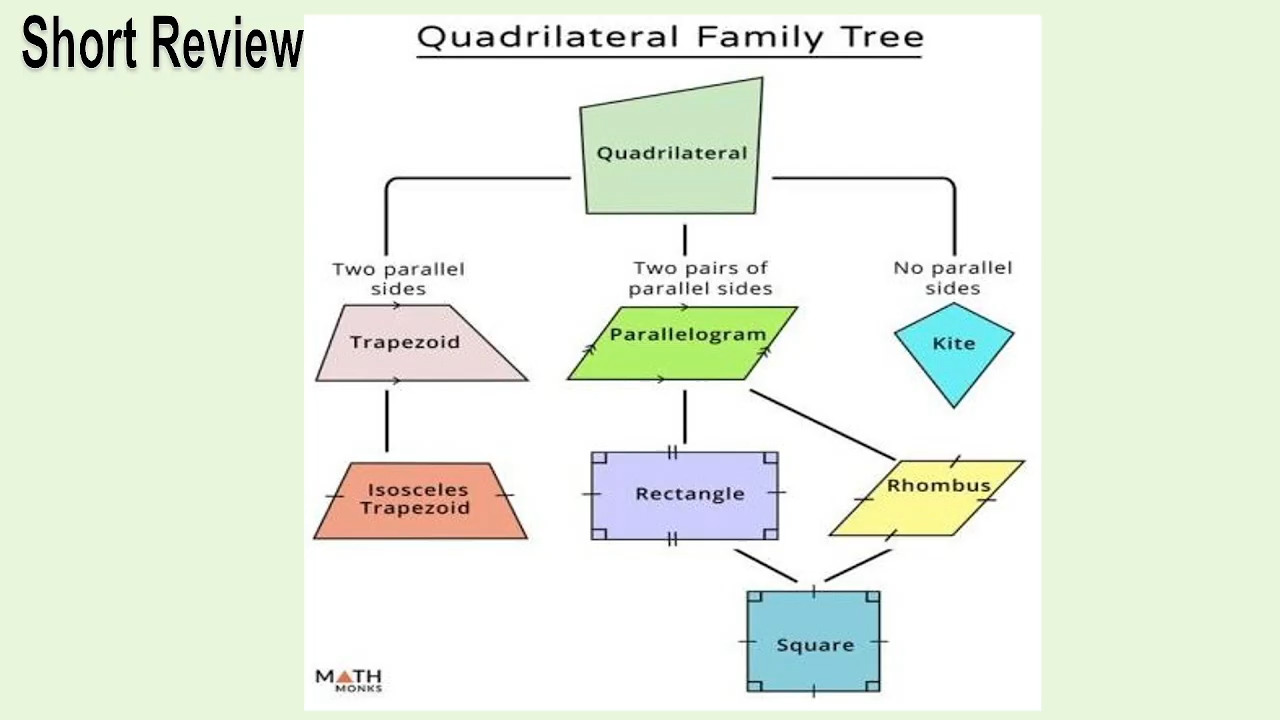 Short Review
Quadrilateral Family Tree
Quadrilateral
Two parallel
sides
Two pairs of
parallel sides
No parallel
sides
Trapezoid
Parallelogram
Kite
Isosceles
Trapezoid
Rectangle
Rhombus
Square
MATH
MONKS